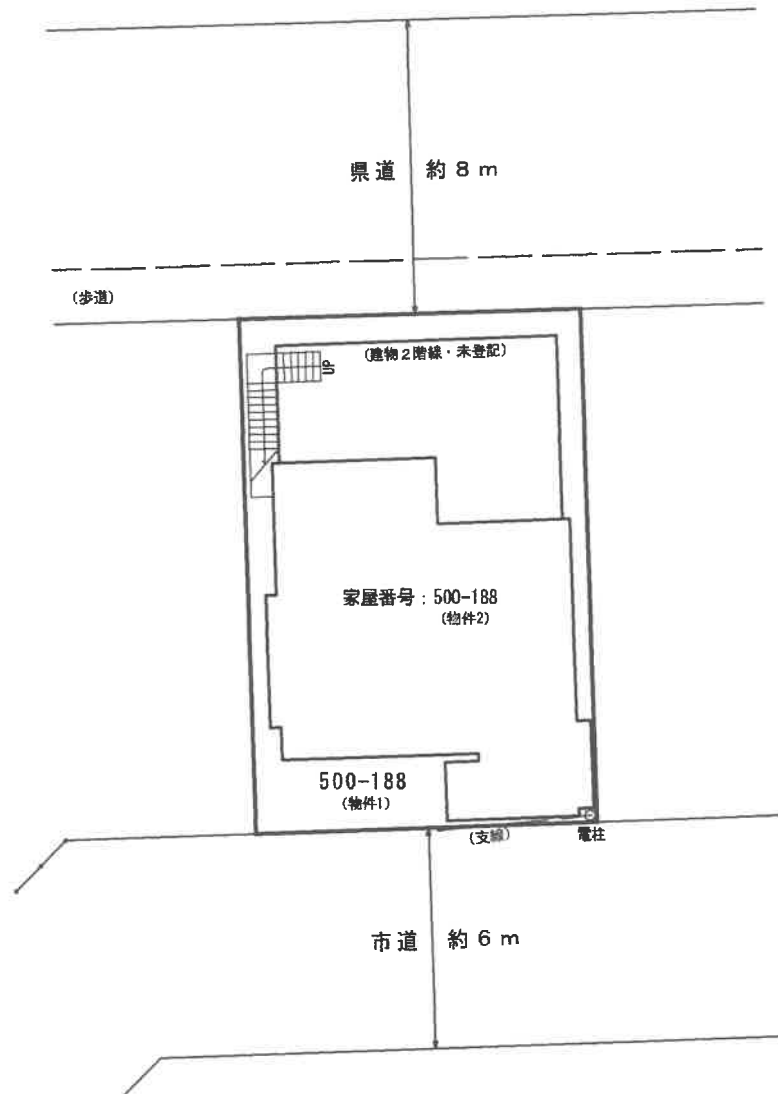 県道 約8m
(歩道)
(建物2階線・未登記)
UP
家屋番号:500-188
(物件2)
500-188
(物件1)
(支線)
電柱
市道 約6m